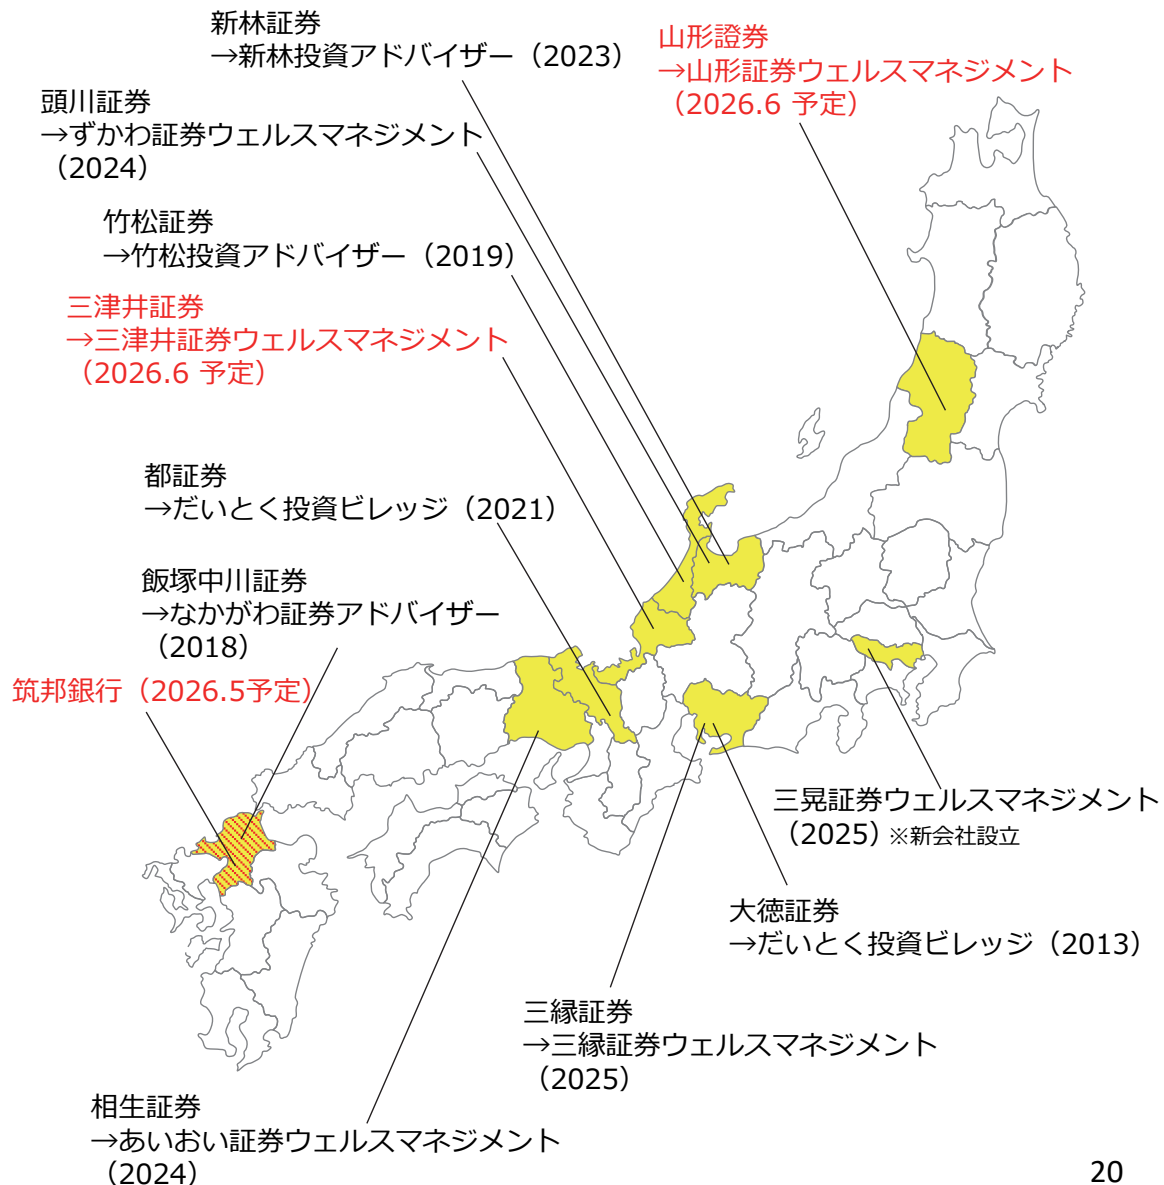 新林証券
→新林投資アドバイザー（2023）
山形證券
→山形証券ウェルスマネジメント
（2026.6 予定）
頭川証券
→ずかわ証券ウェルスマネジメント
（2024）
竹松証券
→竹松投資アドバイザー（2019）
三津井証券
→三津井証券ウェルスマネジメント
（2026.6 予定）
都証券
→だいとく投資ビレッジ（2021）
飯塚中川証券
→なかがわ証券アドバイザー
（2018）
筑邦銀行（2026.5予定）
三晃証券ウェルスマネジメント
（2025）※新会社設立
大徳証券
→だいとく投資ビレッジ（2013）
三縁証券
→三縁証券ウェルスマネジメント
（2025）
相生証券
→あいおい証券ウェルスマネジメント
（2024）
20